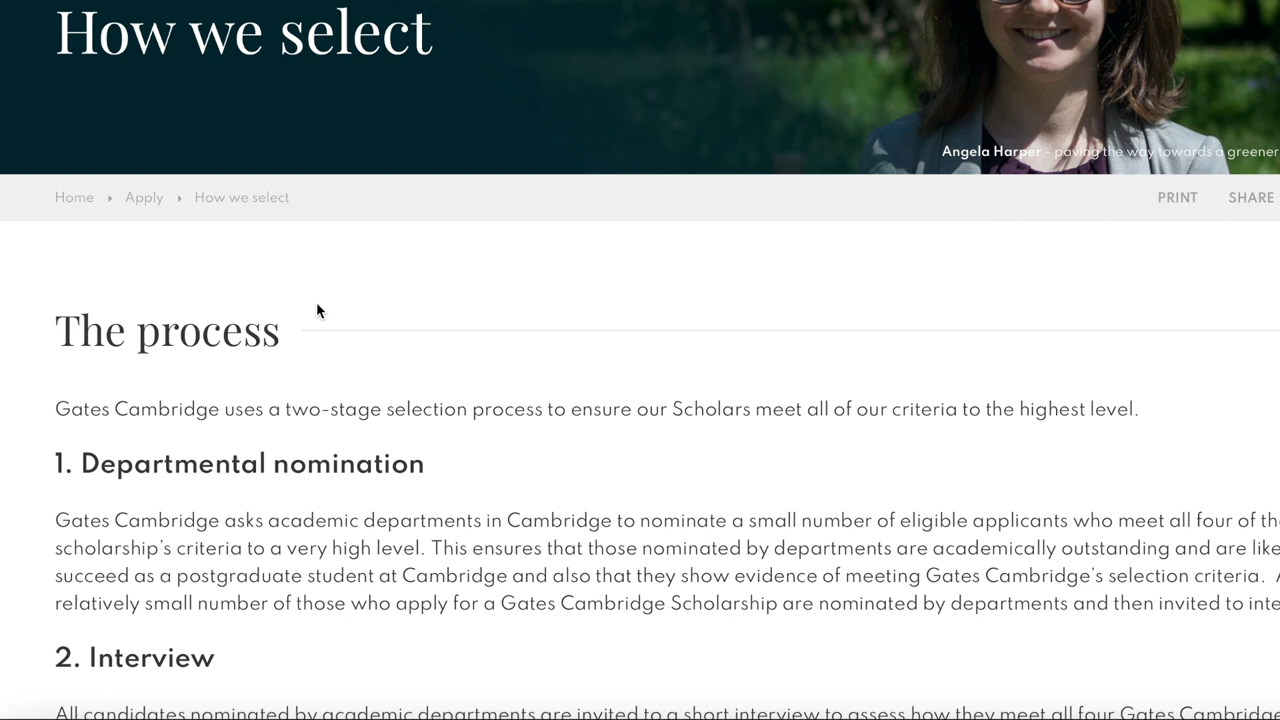 How we select
Angela Harper - paving the way towards a greener
Home Apply How we select
PRINT SHARE
The process
Gates Cambridge uses a two-stage selection process to ensure our Scholars meet all of our criteria to the highest level.
1. Departmental nomination
Gates Cambridge asks academic departments in Cambridge to nominate a small number of eligible applicants who meet all four of the
scholarship's criteria to a very high level. This ensures that those nominated by departments are academically outstanding and are
succeed as a postgraduate student at Cambridge and also that they show evidence of meeting Gates Cambridge's selection criteria.
relatively small number of those who apply for a Gates Cambridge Scholarship are nominated by departments and then invited to
2. Interview
All candidates nominated by academic departments are invited to a short interview to assess how they meet all four Gates